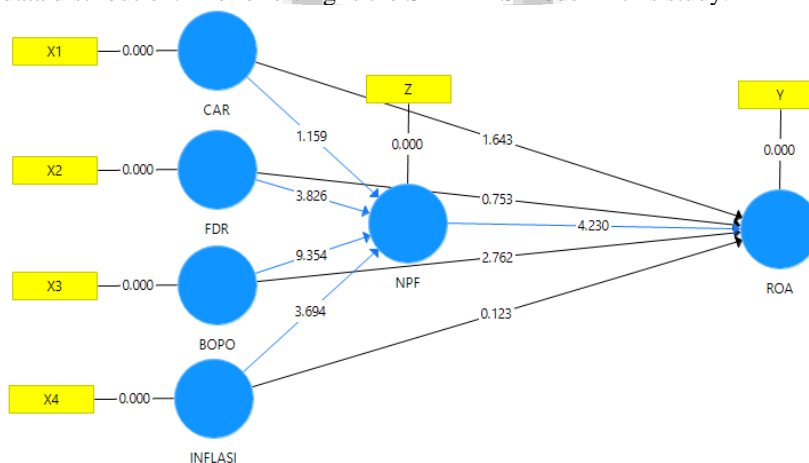 X1
0.000
CAR
Z
0.000
Y
0.000
1.643
1.159
X2
0.000
FDR
3.826
0.753
4.230
NPF
ROA
X3
0.000
BOPO
9.354
2.762
3.694
0.123
X4
0.000
INFLASI